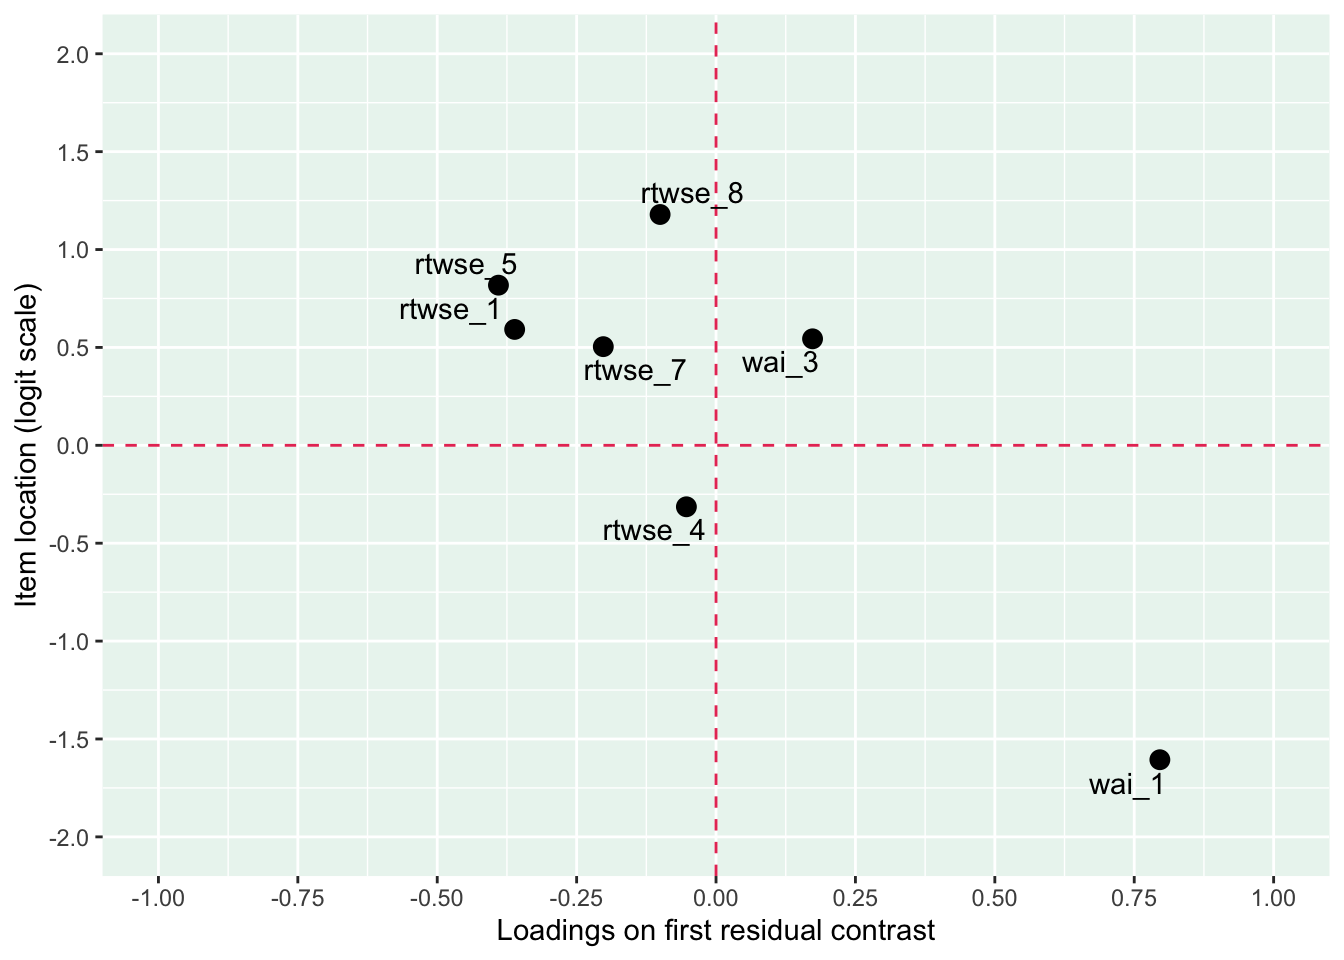 2.0
1.5
1.0
0.5
0.0
-0.5
-1.0
-1.5
-2.0
Item location (logit scale)
rtwse_8
rtwse_5
rtwse_1
rtwse_7
wai_3
rtwse_4
wai_1
-1.00 -0.75 -0.50 -0.25 0.00 0.25 0.50 0.75 1.00
Loadings on first residual contrast